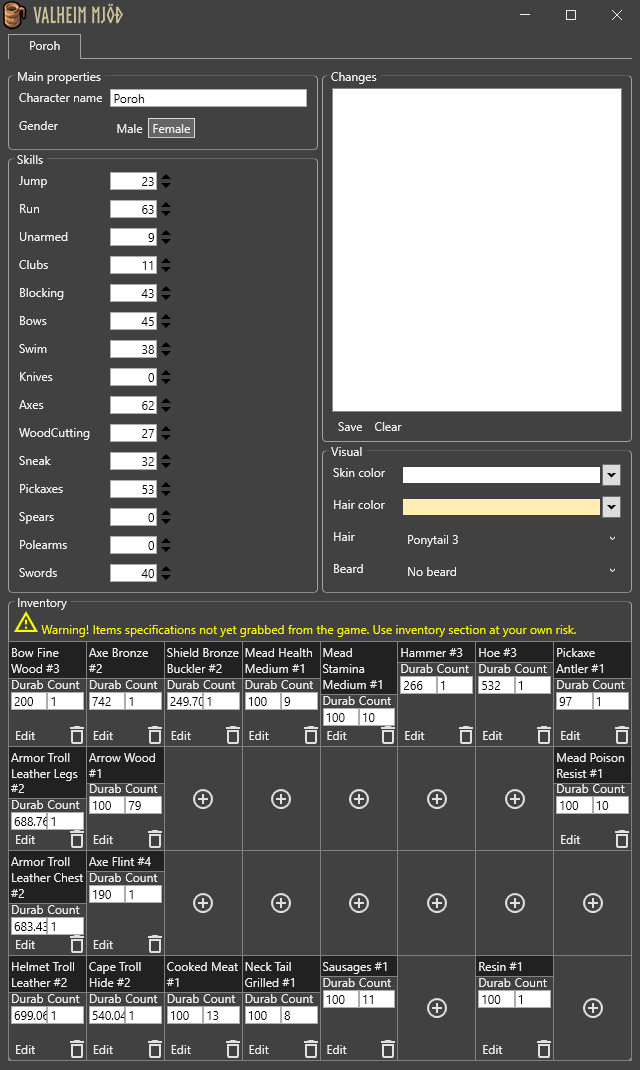 VALHEIM MJÖÐ
Poroh
Main properties
Character name Poroh
Gender Male Female
Skills
Jump 23
Run 63
Unarmed 9
Clubs 11
Blocking 43
Bows 45
Swim 38
Knives 0
Axes 62
WoodCutting 27
Sneak 32
Pickaxes 53
Spears 0
Polearms 0
Swords 40
Changes
Save Clear
Visual
Skin color
Hair color
Hair Ponytail 3
Beard No beard
Inventory
Warning! Items specifications not yet grabbed from the game. Use inventory section at your own risk.
Bow Fine
Wood #3
Durab Count
200 1
Edit
Axe Bronze
#2
Durab Count
742 1
Edit
Shield Bronze
Buckler #2
Durab Count
249.70 1
Edit
Mead Health
Medium #1
Durab Count
100 9
Edit
Mead
Stamina
Medium #1
Durab Count
100 10
Edit
Hammer #3
Durab Count
266 1
Edit
Hoe #3
Durab Count
532 1
Edit
Pickaxe
Antler #1
Durab Count
97 1
Edit
Armor Troll
Leather Legs
#2
Durab Count
688.76 1
Edit
Arrow Wood
#1
Durab Count
100 79
Edit
Mead Poison
Resist #1
Durab Count
100 10
Edit
Armor Troll
Leather Chest
#2
Durab Count
683.43 1
Edit
Axe Flint #4
Durab Count
190 1
Edit
Helmet Troll
Leather #2
Durab Count
699.06 1
Edit
Cape Troll
Hide #2
Durab Count
540.04 1
Edit
Cooked Meat
#1
Durab Count
100 13
Edit
Neck Tail
Grilled #1
Durab Count
100 8
Edit
Sausages #1
Durab Count
100 11
Edit
Resin #1
Durab Count
100 1
Edit